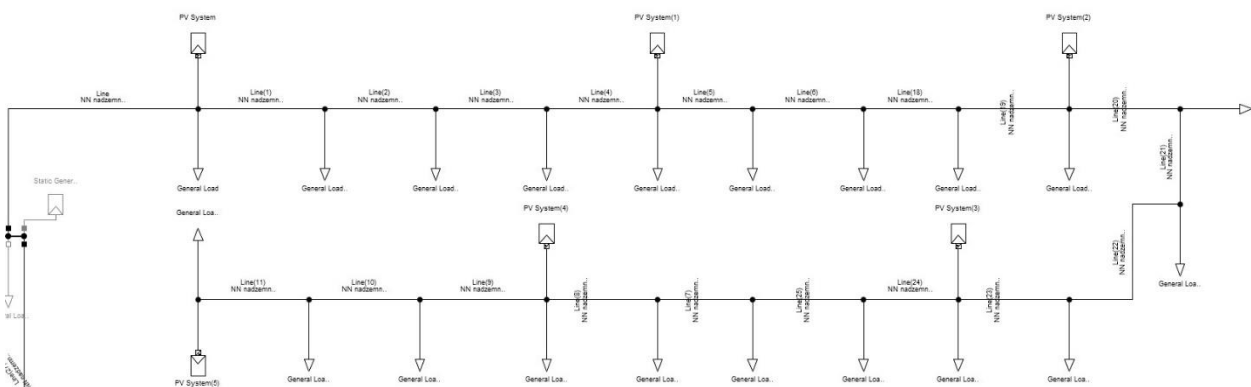 PV System
PV System(1)
PV System(2)
Line
NN nadzemn..
Line(1)
NN nadzemn..
Line(2)
NN nadzemn..
Line(3)
NN nadzemn..
Line(4)
NN nadzemn..
Line(5)
NN nadzemn..
Line(6)
NN nadzemn..
Line(18)
NN nadzemn..
Line(19)
NN nadzemn..
Line(20)
NN nadzemn..
Line(21)
NN nadzemn..
Static Gener..
General Load
General Load..
General Load..
General Load..
General Load..
General Load..
General Load..
General Load..
General Load..
General Loa..
PV System(4)
PV System(3)
Line(22)
NN nadzemn..
Line(11)
NN nadzemn..
Line(10)
NN nadzemn..
Line(9)
NN nadzemn..
Line(8)
NN nadzemn..
Line(7)
NN nadzemn..
Line(25)
NN nadzemn..
Line(24)
NN nadzemn..
Line(23)
NN nadzemn..
General Loa..
al Loa..
PV System(5)
General Loa..
General Loa..
General Loa..
General Loa..
General Loa..
General Loa..
General Loa..